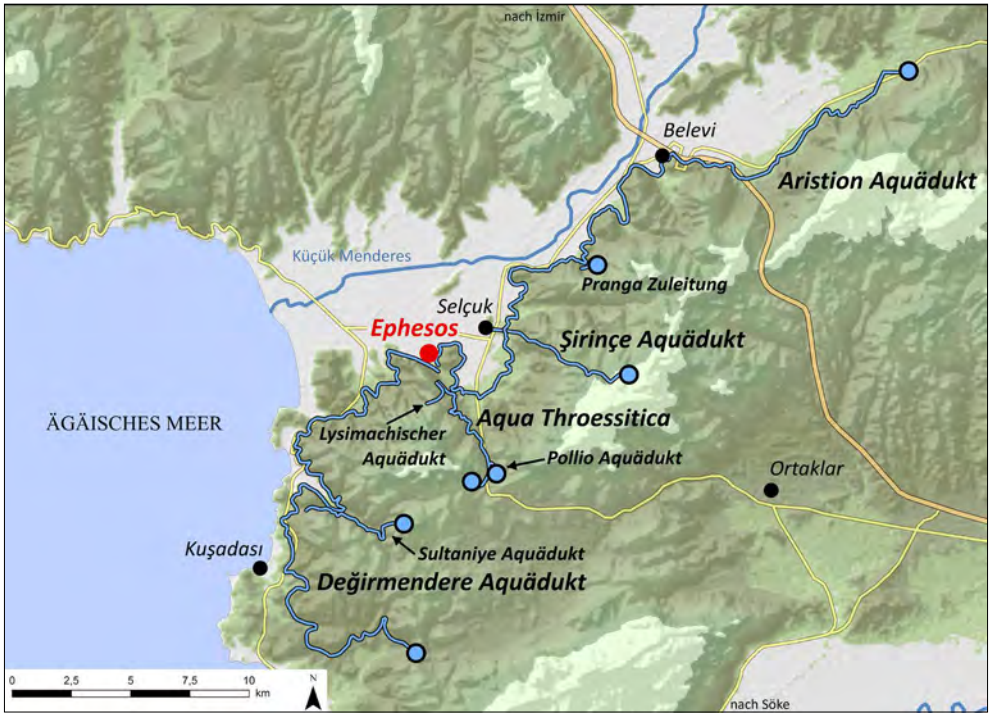 nach İzmir
Belevi
Aristion Aquädukt
Küçük Menderes
Pranga Zuleitung
Selçuk
Ephesos
Şirinçe Aquädukt
ÄGÄISCHES MEER
Aqua Throessitica
Lysimachischer
Aquädukt
Pollio Aquädukt
Ortaklar
Sultaniye Aquädukt
Kuşadası
Değirmendere Aquädukt
0 2,5 5 7,5 10
km
N
nach Söke